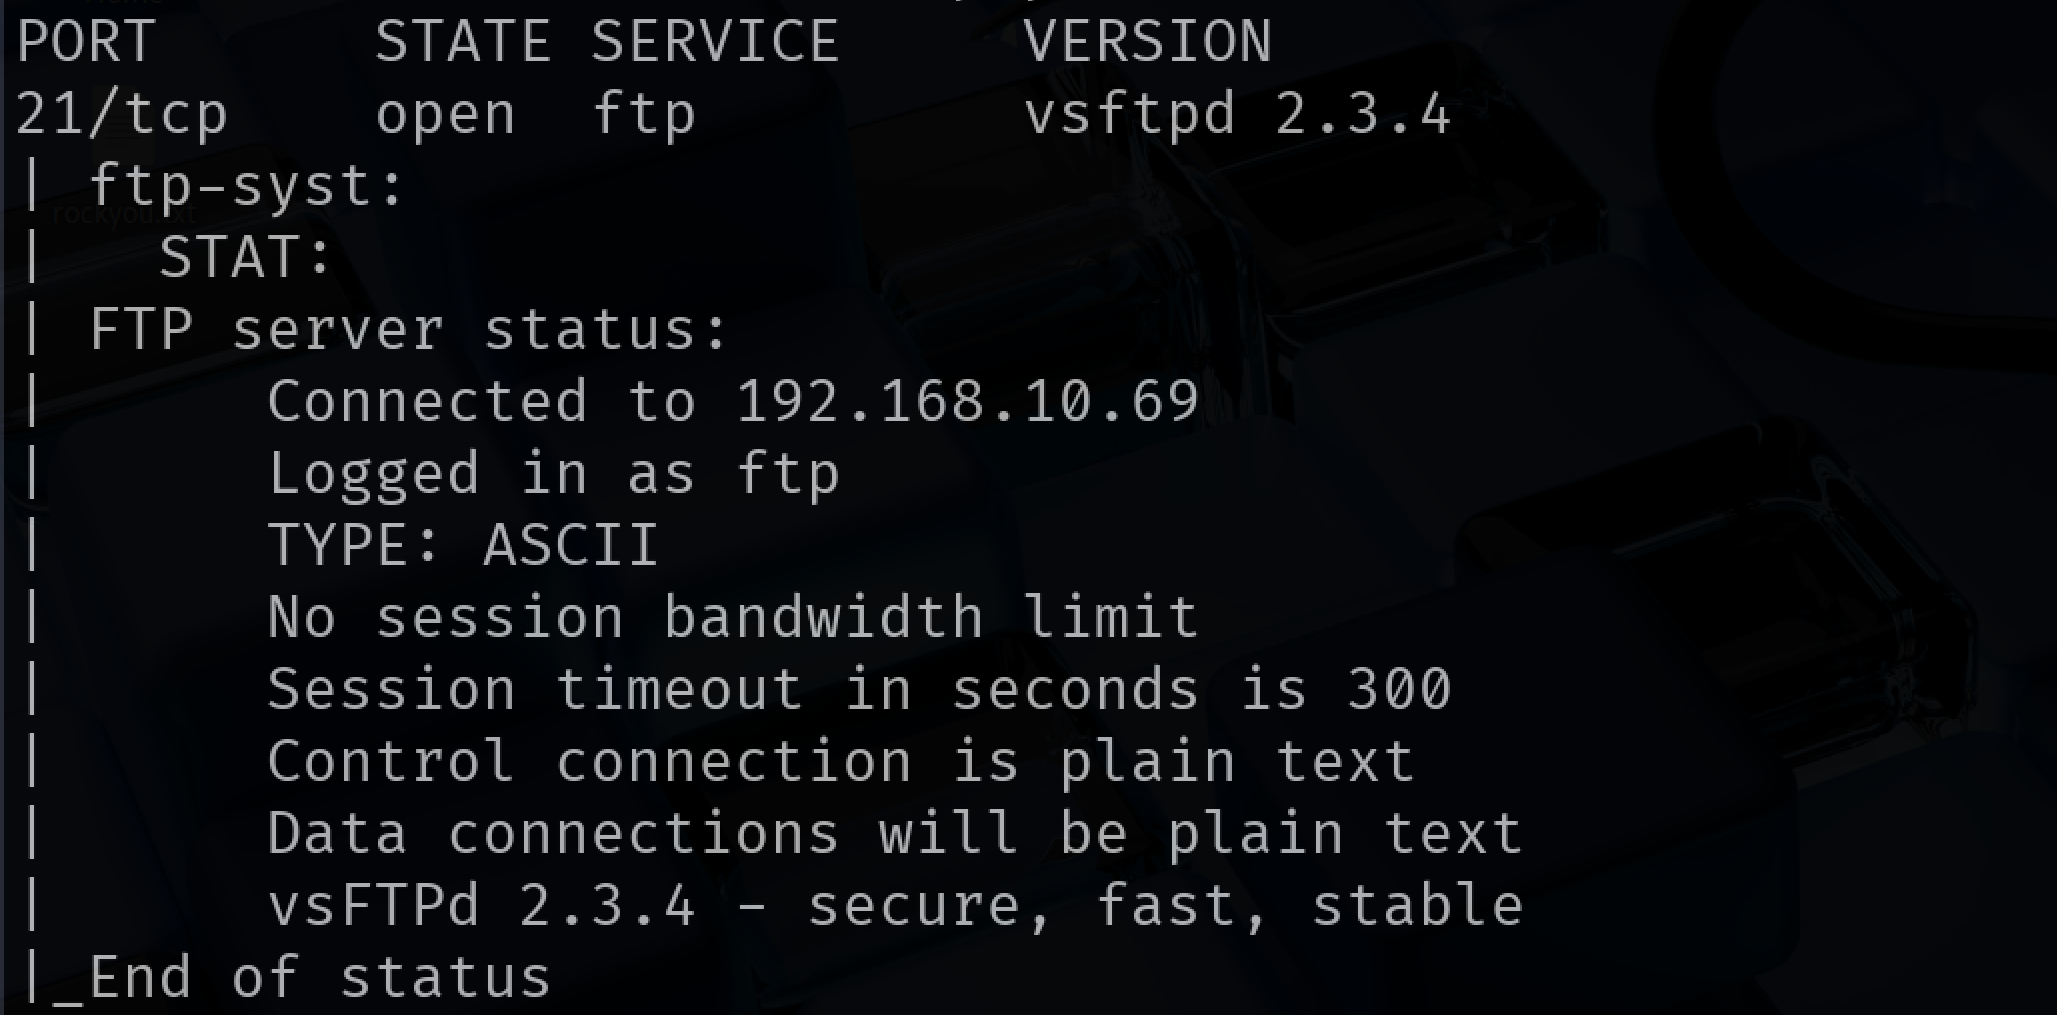 PORT      STATE SERVICE     VERSION
21/tcp    open  ftp         vsftpd 2.3.4
| ftp-syst:
|   STAT:
| FTP server status:
|      Connected to 192.168.10.69
|      Logged in as ftp
|      TYPE: ASCII
|      No session bandwidth limit
|      Session timeout in seconds is 300
|      Control connection is plain text
|      Data connections will be plain text
|      vsFTPd 2.3.4 - secure, fast, stable
|_End of status
rockyou.txt